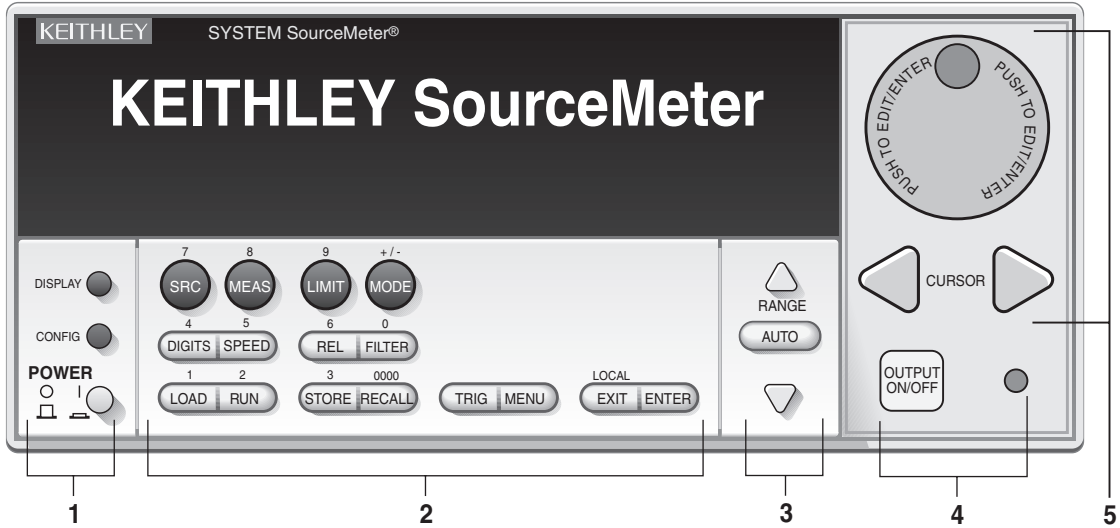 KEITHLEY
SYSTEM SourceMeter®
KEITHLEY SourceMeter
PUSH TO EDIT/ENTER
PUSH TO EDIT/ENTER
7 8 9 +/-
DISPLAY
SRC MEAS LIMIT MODE
RANGE
CURSOR
4 5 6 0
CONFIG
DIGITS SPEED REL FILTER
AUTO
POWER
1 2 3 0000 LOCAL
OUTPUT
ON/OFF
O I
LOAD RUN STORE RECALL TRIG MENU EXIT ENTER
1 2 3 4 5